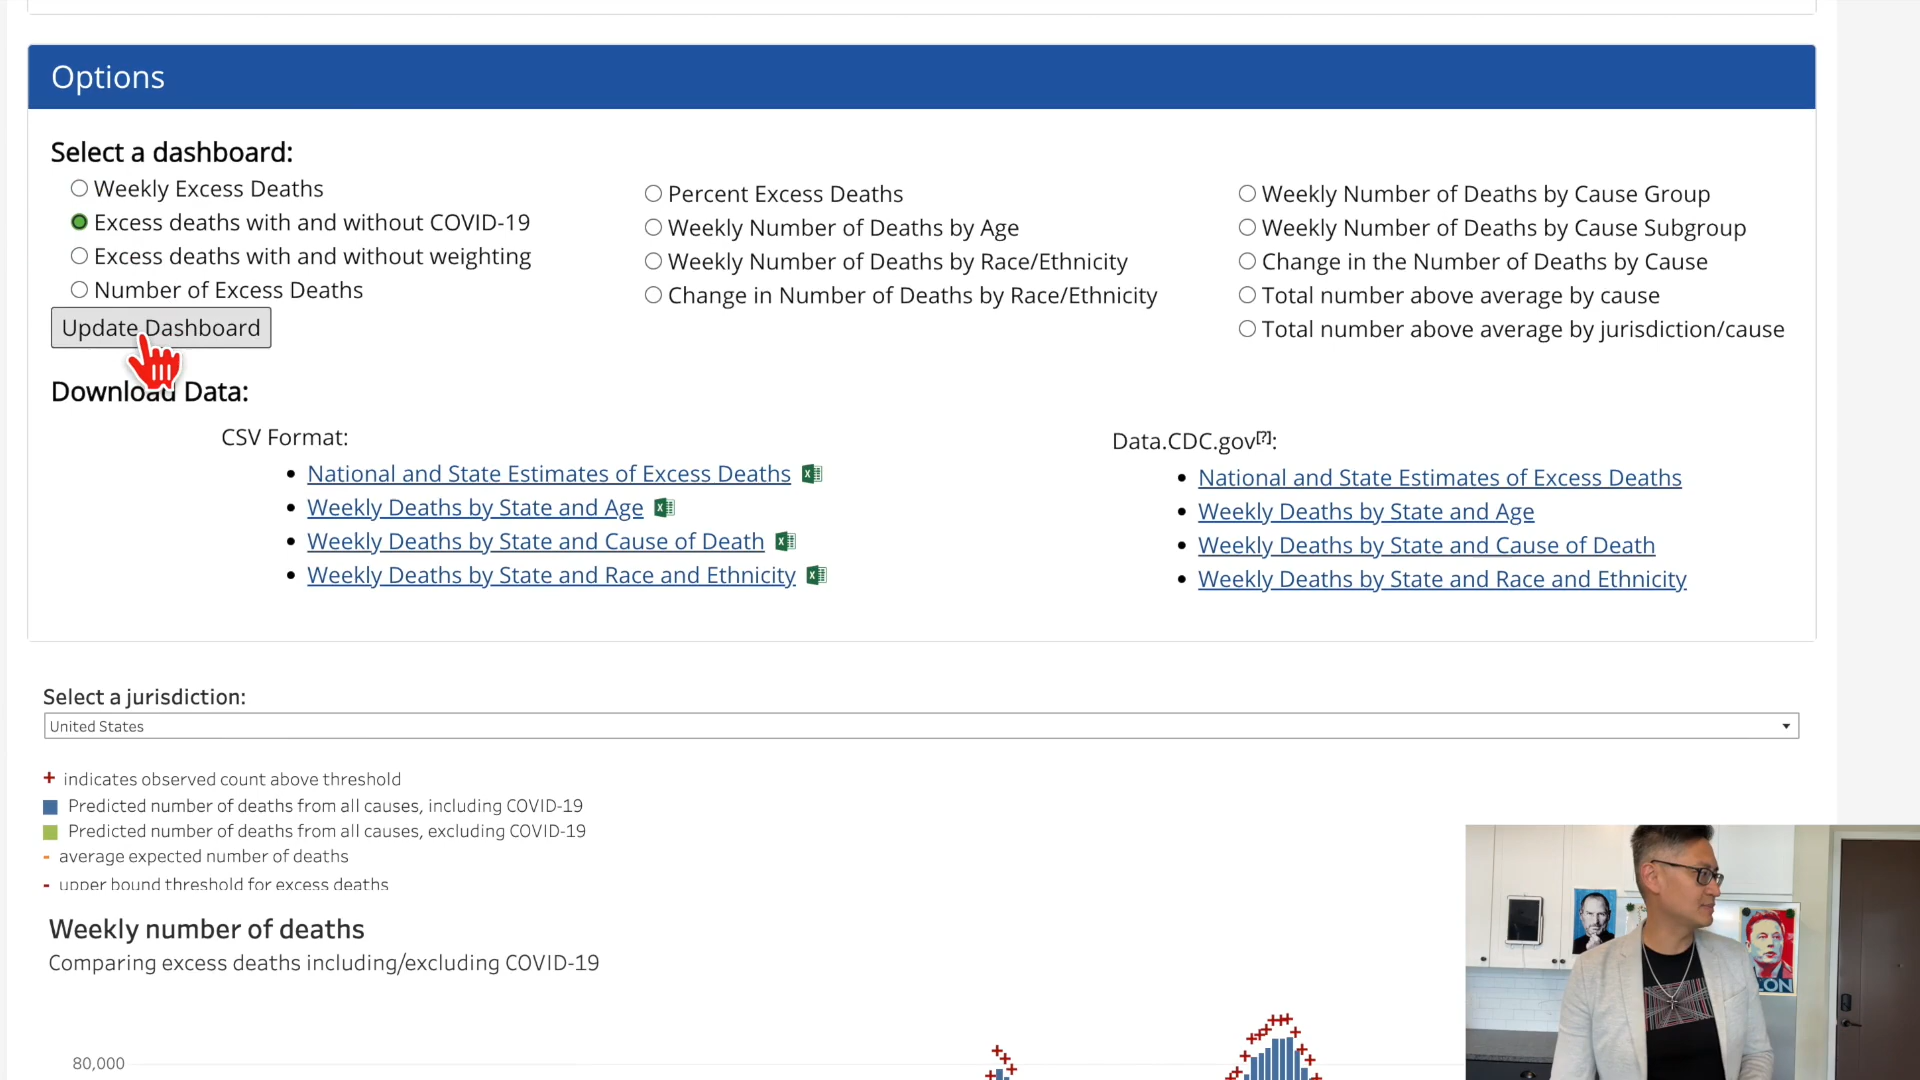 Options
Select a dashboard:
Weekly Excess Deaths
Excess deaths with and without COVID-19
Excess deaths with and without weighting
Number of Excess Deaths
Percent Excess Deaths
Weekly Number of Deaths by Age
Weekly Number of Deaths by Race/Ethnicity
Change in Number of Deaths by Race/Ethnicity
Weekly Number of Deaths by Cause Group
Weekly Number of Deaths by Cause Subgroup
Change in the Number of Deaths by Cause
Total number above average by cause
Total number above average by jurisdiction/cause
Update Dashboard
Download Data:
CSV Format:
National and State Estimates of Excess Deaths
Weekly Deaths by State and Age
Weekly Deaths by State and Cause of Death
Weekly Deaths by State and Race and Ethnicity
Data.CDC.gov[?]:
National and State Estimates of Excess Deaths
Weekly Deaths by State and Age
Weekly Deaths by State and Cause of Death
Weekly Deaths by State and Race and Ethnicity
Select a jurisdiction:
United States
+ indicates observed count above threshold
Predicted number of deaths from all causes, including COVID-19
Predicted number of deaths from all causes, excluding COVID-19
- average expected number of deaths
- upper bound threshold for excess deaths
Weekly number of deaths
Comparing excess deaths including/excluding COVID-19
80,000